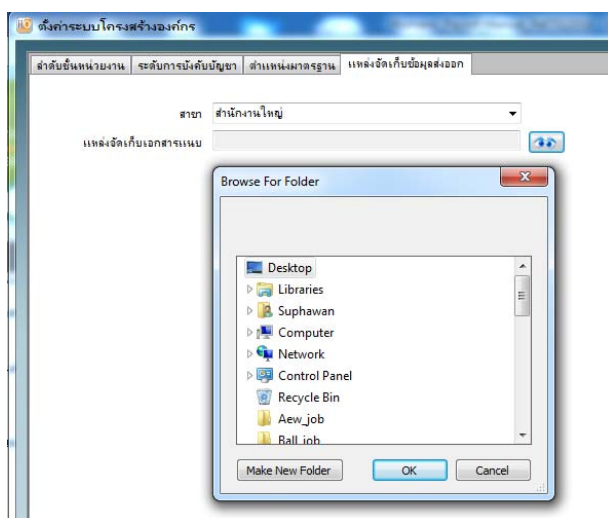 ตั้งค่าระบบโครงสร้างองค์กร
ลำดับชั้นหน่วยงาน ระดับการบังคับบัญชา ตำแหน่งมาตรฐาน แหล่งจัดเก็บข้อมูลส่งออก
สาขา สำนักงานใหญ่
แหล่งจัดเก็บเอกสารแนบ
Browse For Folder
Desktop
Libraries
Suphawan
Computer
Network
Control Panel
Recycle Bin
Aew_job
Ball_job
Make New Folder OK Cancel